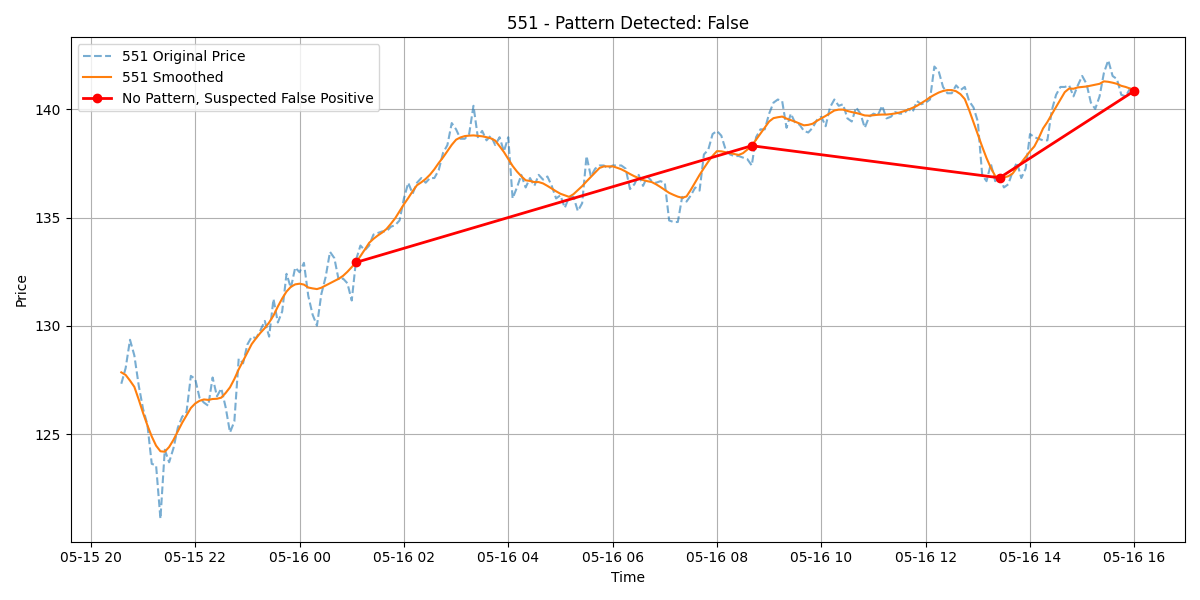 551 - Pattern Detected: False
551 Original Price
551 Smoothed
No Pattern, Suspected False Positive
Price
140
135
130
125
05-15 20 05-15 22 05-16 00 05-16 02 05-16 04 05-16 06 05-16 08 05-16 10 05-16 12 05-16 14 05-16 16
Time